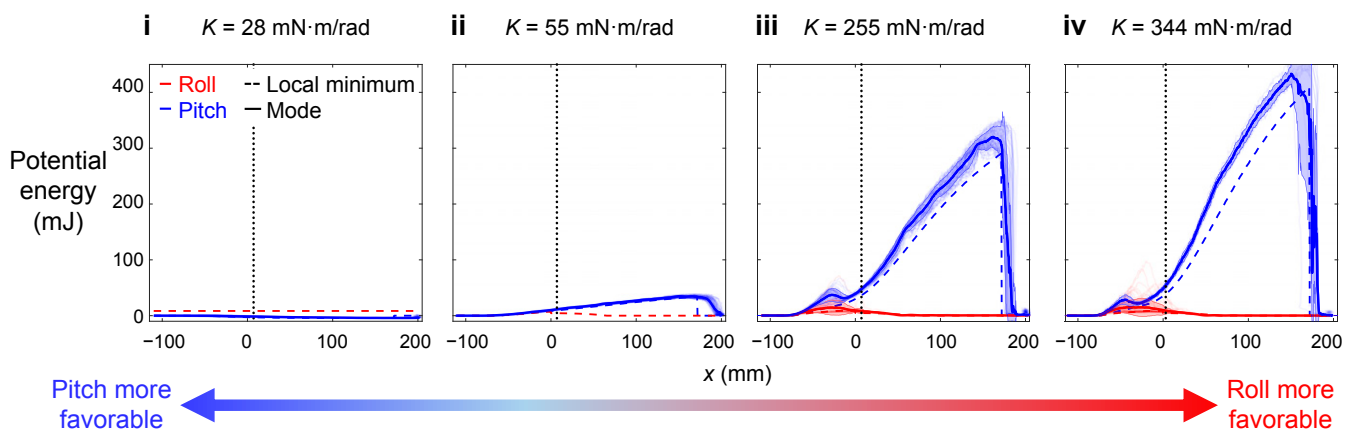 i K = 28 mN·m/rad
ii K = 55 mN·m/rad
iii K = 255 mN·m/rad
iv K = 344 mN·m/rad
Potential
energy
(mJ)
400
300
200
100
0
Roll
Pitch
Local minimum
Mode
−100 0 100 200
−100 0 100 200
−100 0 100 200
−100 0 100 200
x (mm)
Pitch more
favorable
Roll more
favorable